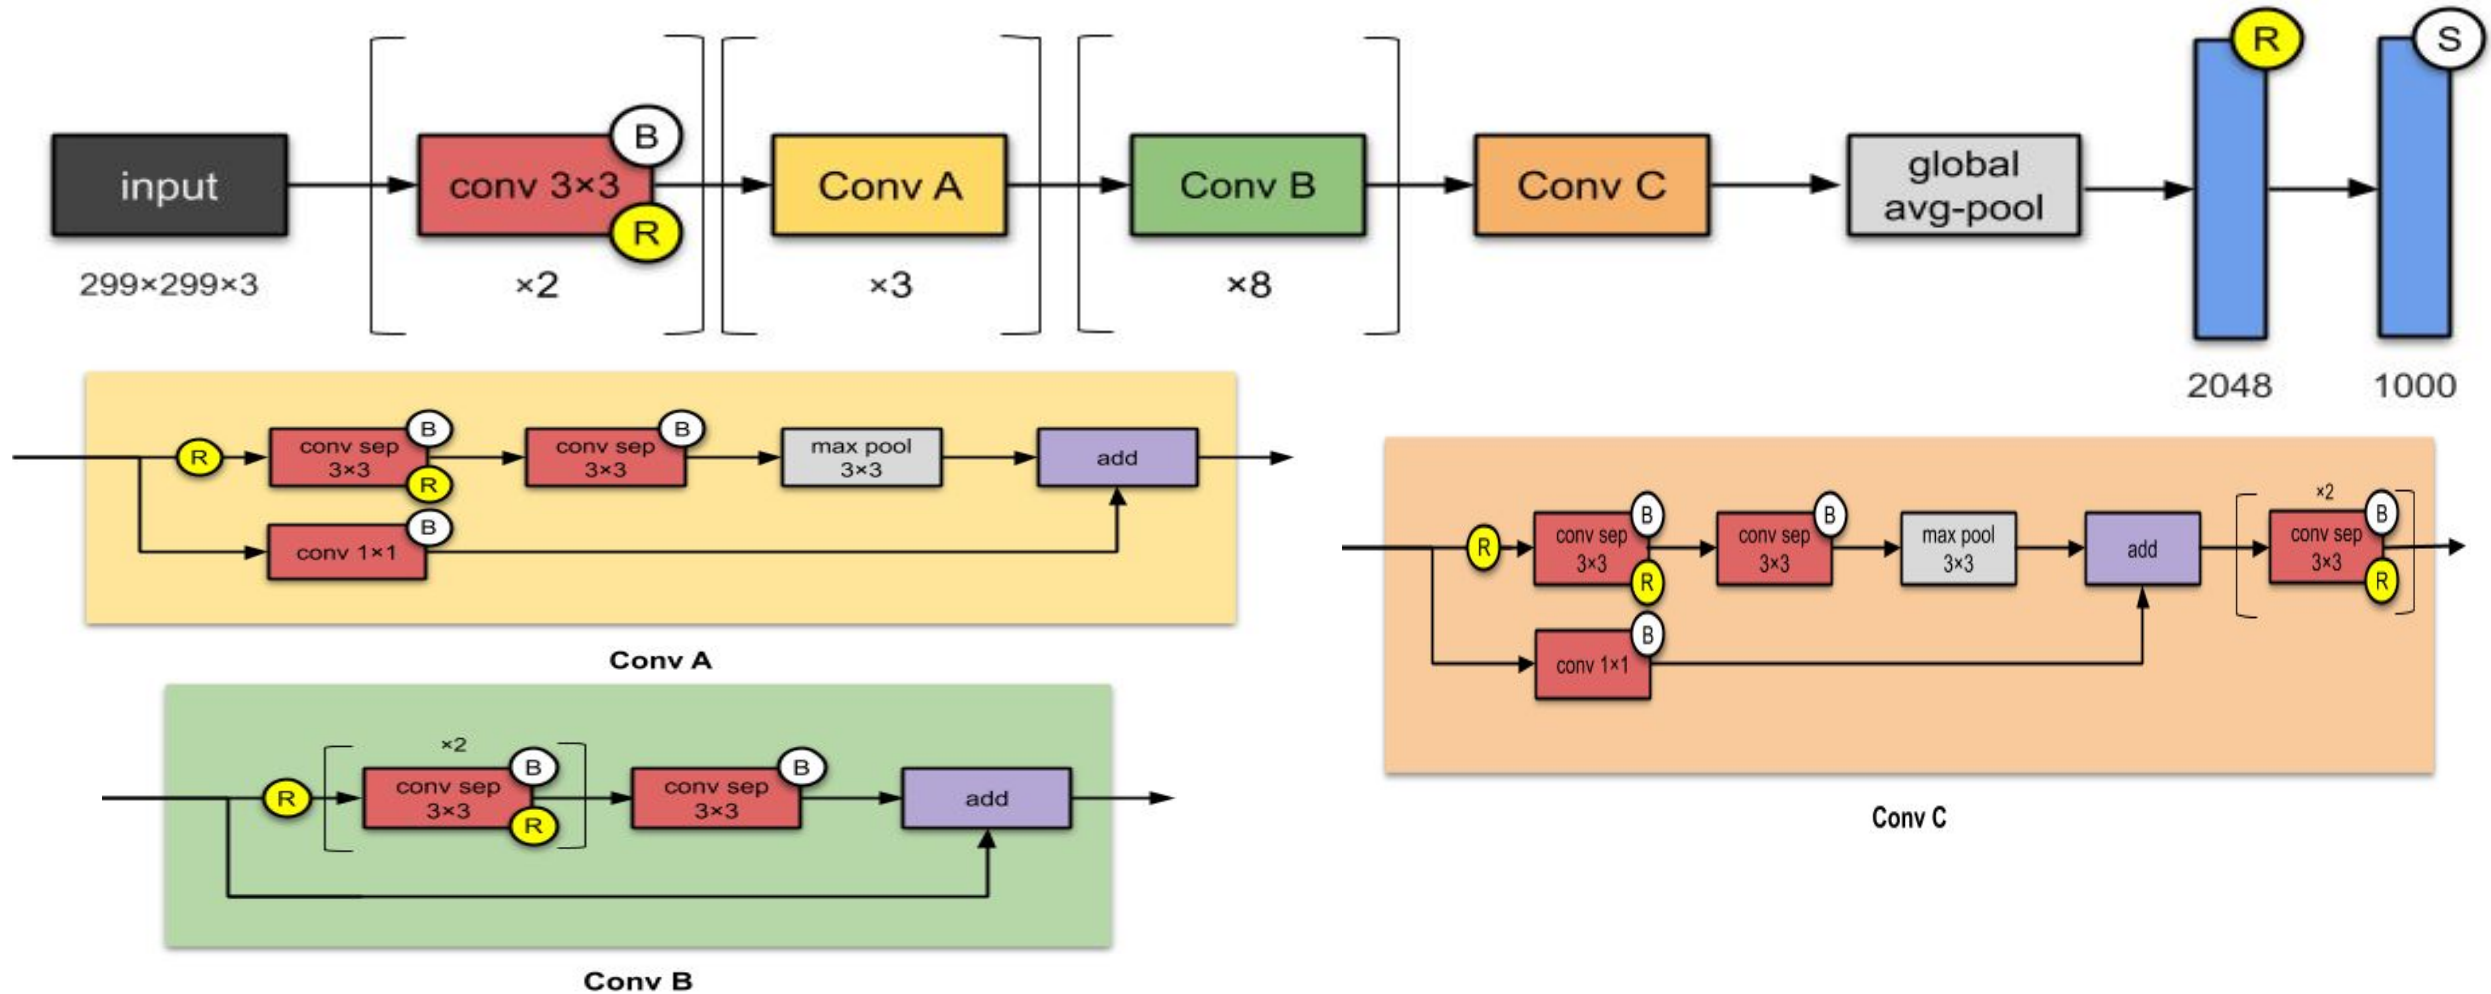 input
299×299×3
conv 3×3
B
R
×2
Conv A
×3
Conv B
×8
Conv C
global
avg-pool
R
2048
S
1000
R
conv sep
3×3
B
R
conv sep
3×3
B
max pool
3×3
add
conv 1×1
B
Conv A
R
×2
conv sep
3×3
B
R
conv sep
3×3
B
add
Conv B
R
conv sep
3×3
B
R
conv sep
3×3
B
max pool
3×3
add
×2
conv sep
3×3
B
R
conv 1×1
B
Conv C